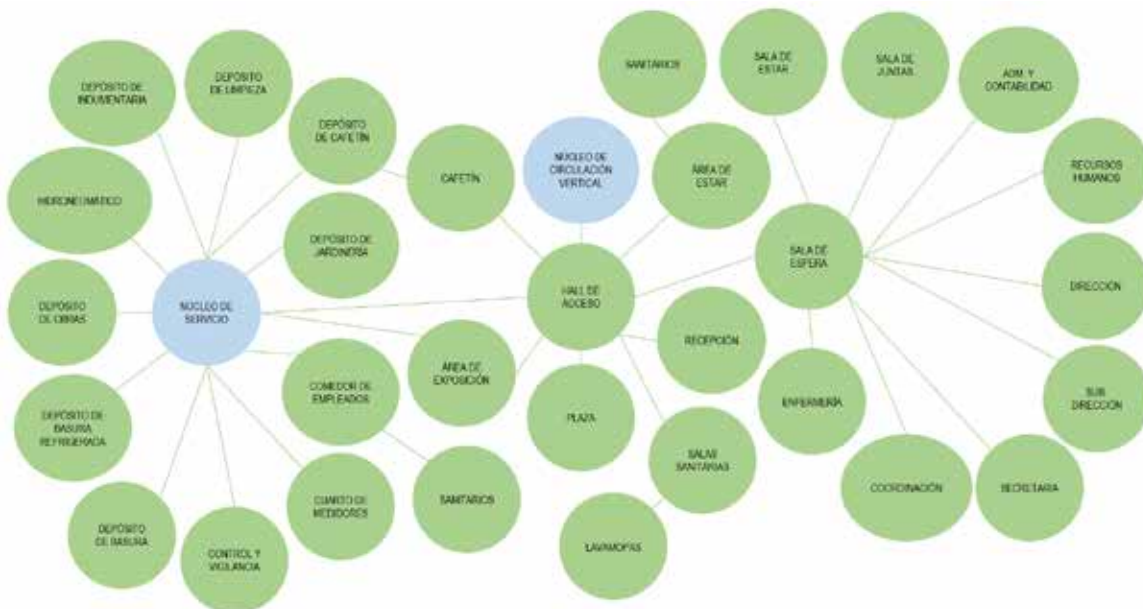 SANITARIOS
SALA DE
ESTAR
SALA DE
JUNTAS
ADM. Y
CONTABILIDAD
DEPÓSITO DE
INDUMENTARIA
DEPÓSITO
DE LIMPIEZA
DEPÓSITO
DE CAFETÍN
CAFETÍN
NÚCLEO DE
CIRCULACIÓN
VERTICAL
ÁREA DE
ESTAR
RECURSOS
HUMANOS
HIDRONEUMÁTICO
DEPÓSITO DE
JARDINERÍA
SALA DE
ESPERA
DEPÓSITO
DE OBRAS
NÚCLEO DE
SERVICIO
HALL DE
ACCESO
DIRECCIÓN
RECEPCIÓN
ÁREA DE
EXPOSICIÓN
COMEDOR DE
EMPLEADOS
PLAZA
ENFERMERÍA
SUB
DIRECCIÓN
DEPÓSITO DE
BASURA
REFRIGERADA
SALAS
SANITARIAS
COORDINACIÓN
SECRETARIA
CUARTO DE
MEDIDORES
SANITARIOS
DEPÓSITO
DE BASURA
CONTROL Y
VIGILANCIA
LAVAMOPAS